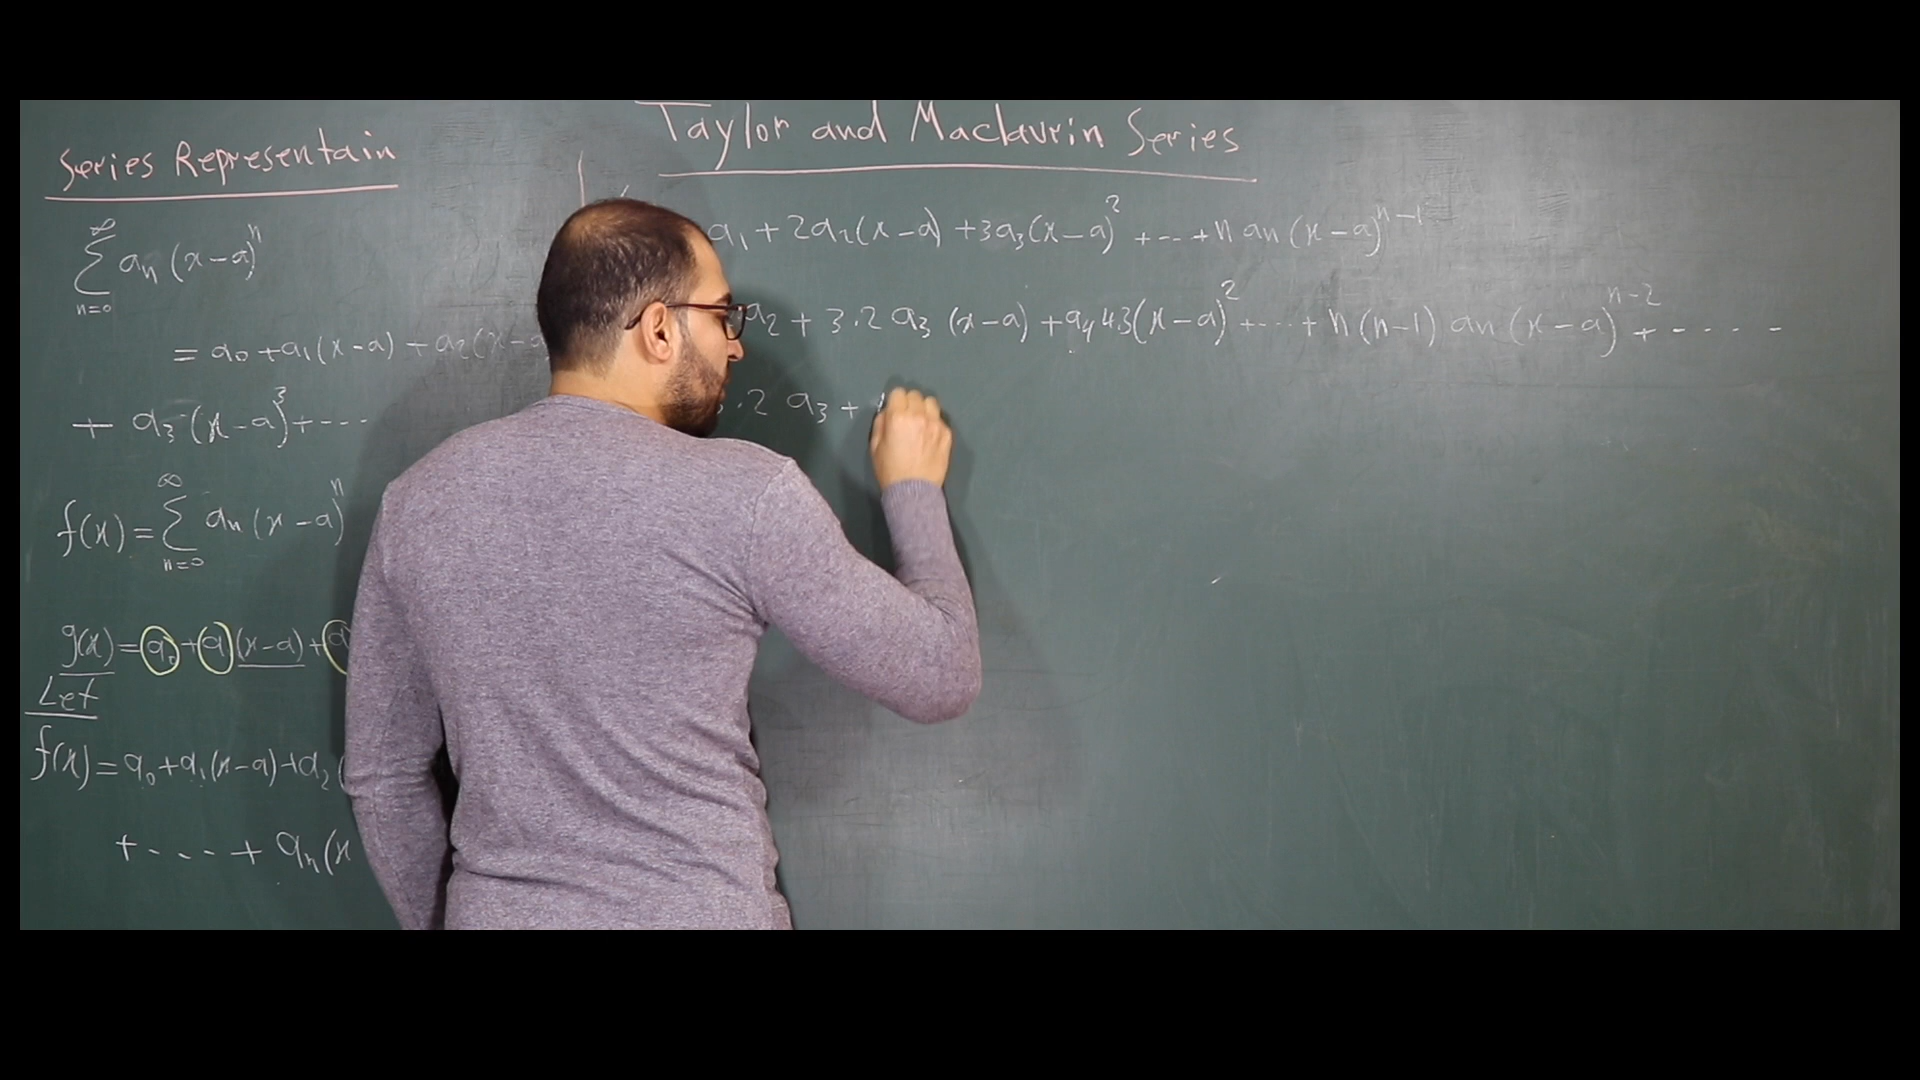 Series Representain
∞
∑ aₙ (x-a)ⁿ
n=0
= a₀ + a₁(x-a) + a₂(x-a
+ a₃ (x-a)³ + ---
∞
f(x) = ∑ aₙ (x-a)ⁿ
n=0
g(x) = a₀ + a₁(x-a) + a
Let
f(x) = a₀ + a₁(x-a) + a₂ (
+ - - - + aₙ(x
Taylor and Maclaurin Series
a₁ + 2a₂(x-a) + 3a₃(x-a)² + -- + n aₙ (x-a)ⁿ⁻¹
a₂ + 3.2 a₃ (x-a) + a₄ 4.3 (x-a)² + --- + n(n-1) aₙ (x-a)ⁿ⁻² + - - - -
.2 a₃ +